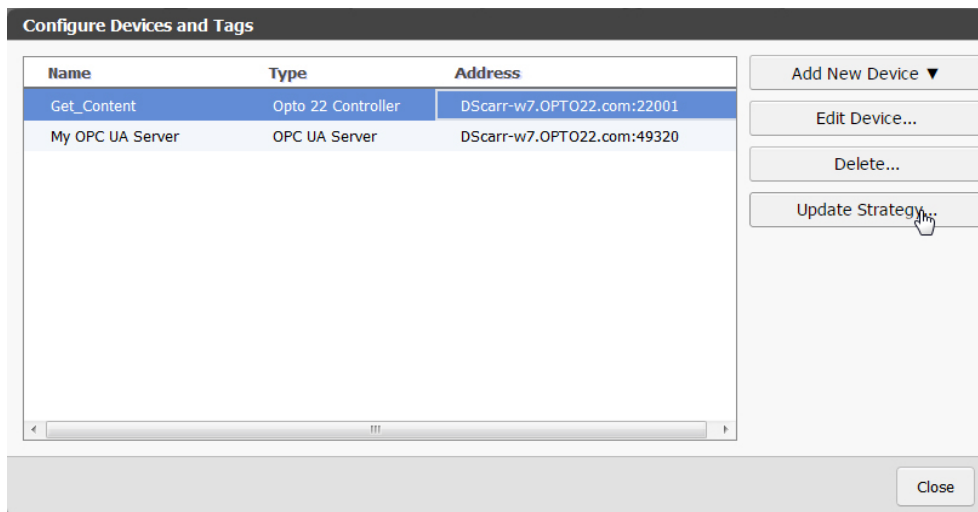 Configure Devices and Tags
Name Type Address
Get_Content Opto 22 Controller DScarr-w7.OPTO22.com:22001
My OPC UA Server OPC UA Server DScarr-w7.OPTO22.com:49320
Add New Device ▼
Edit Device...
Delete...
Update Strategy...
Close